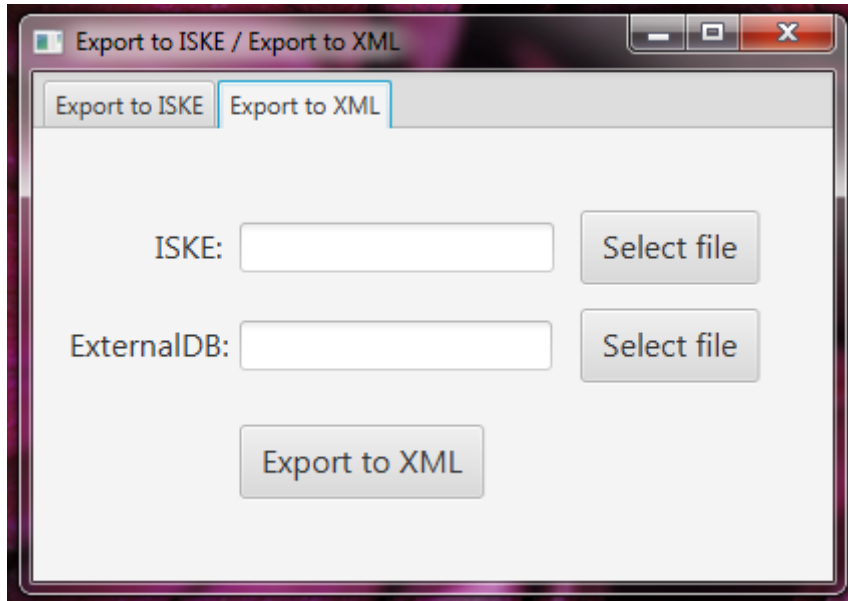 Export to ISKE / Export to XML
Export to ISKE Export to XML
ISKE: Select file
ExternalDB: Select file
Export to XML